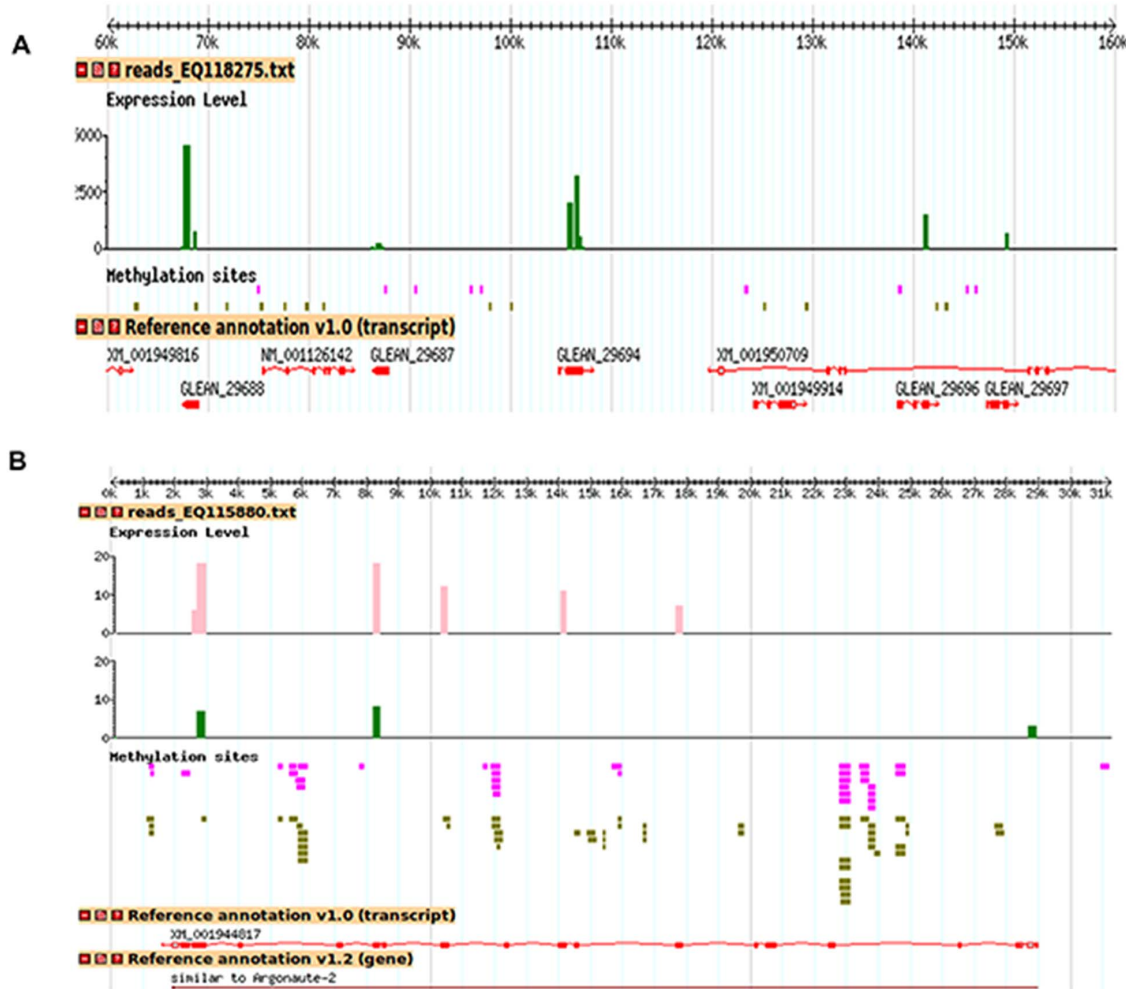 A
60k 70k 80k 90k 100k 110k 120k 130k 140k 150k 160k
reads_EQ118275.txt
Expression Level
5000
2500
0
Methylation sites
Reference annotation v1.0 (transcript)
XM_001949816 NM_001126142 GLEAN_29687 GLEAN_29694 XM_001950709
GLEAN_29688 XM_001949914 GLEAN_29696 GLEAN_29697
B
0k 1k 2k 3k 4k 5k 6k 7k 8k 9k 10k 11k 12k 13k 14k 15k 16k 17k 18k 19k 20k 21k 22k 23k 24k 25k 26k 27k 28k 29k 30k 31k
reads_EQ115880.txt
Expression Level
20
10
0
20
10
0
Methylation sites
Reference annotation v1.0 (transcript)
XM_001944817
Reference annotation v1.2 (gene)
similar to Argonaute-2